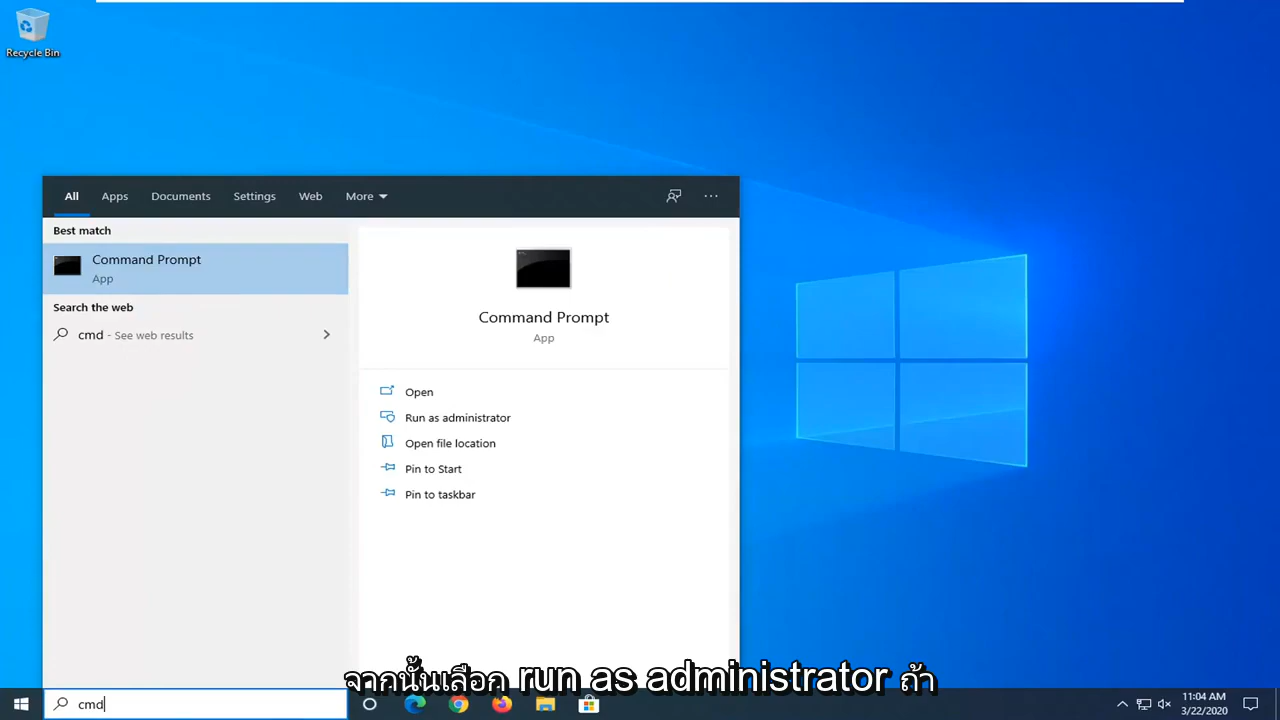 Recycle Bin
All Apps Documents Settings Web More
Best match
Command Prompt
App
Search the web
cmd - See web results
Command Prompt
App
Open
Run as administrator
Open file location
Pin to Start
Pin to taskbar
จากนั้นเลือก run as administrator ถ้า
cmd
11:04 AM
3/22/2020